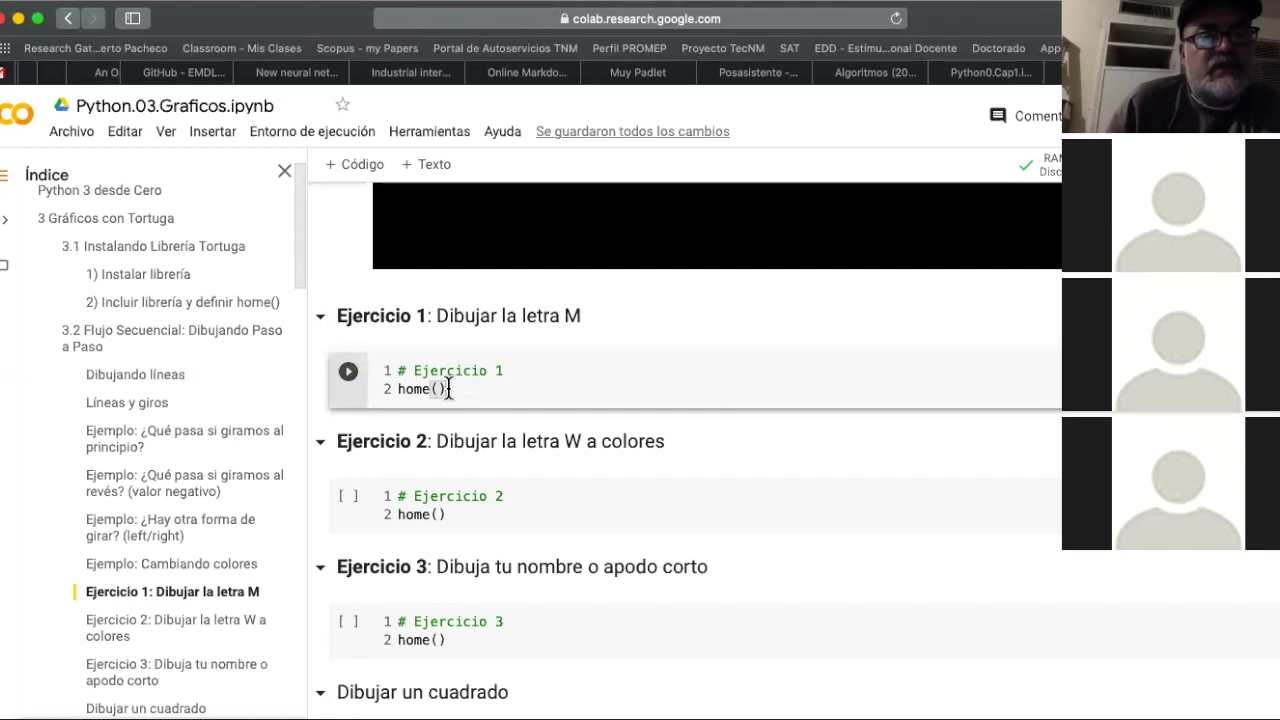 colab.research.google.com
Research Gat...erto Pacheco
Classroom - Mis Clases
Scopus - my Papers
Portal de Autoservicios TNM
Perfil PROMEP
Proyecto TecNM
SAT
EDD - Estímu...onal Docente
Doctorado
App
An O
GitHub - EMDL...
New neural net...
Industrial inter...
Online Markdo...
Muy Padlet
Posasistente -...
Algoritmos (20...
Python0.Cap1.i...
CO
Python.03.Graficos.ipynb
Archivo Editar Ver Insertar Entorno de ejecución Herramientas Ayuda Se guardaron todos los cambios
Coment
+ Código + Texto
RAM
Disc
Índice
Python 3 desde Cero
3 Gráficos con Tortuga
3.1 Instalando Librería Tortuga
1) Instalar librería
2) Incluir librería y definir home()
3.2 Flujo Secuencial: Dibujando Paso
a Paso
Dibujando líneas
Líneas y giros
Ejemplo: ¿Qué pasa si giramos al
principio?
Ejemplo: ¿Qué pasa si giramos al
revés? (valor negativo)
Ejemplo: ¿Hay otra forma de
girar? (left/right)
Ejemplo: Cambiando colores
Ejercicio 1: Dibujar la letra M
Ejercicio 2: Dibujar la letra W a
colores
Ejercicio 3: Dibuja tu nombre o
apodo corto
Dibujar un cuadrado
Ejercicio 1: Dibujar la letra M
1 # Ejercicio 1
2 home()
Ejercicio 2: Dibujar la letra W a colores
[ ] 1 # Ejercicio 2
2 home()
Ejercicio 3: Dibuja tu nombre o apodo corto
[ ] 1 # Ejercicio 3
2 home()
Dibujar un cuadrado